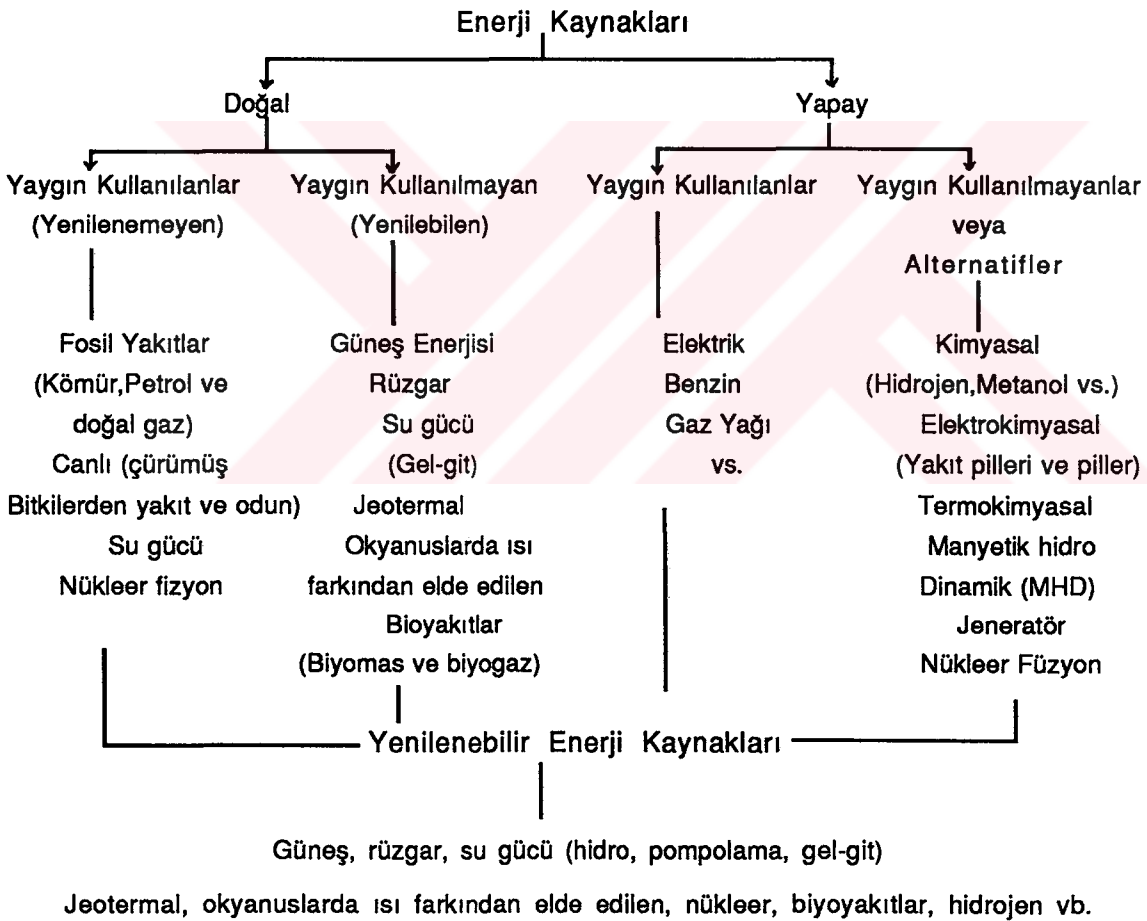 Enerji Kaynakları
Doğal
Yapay
Yaygın Kullanılanlar
(Yenilenemeyen)
Yaygın Kullanılmayan
(Yenilebilen)
Yaygın Kullanılanlar
Yaygın Kullanılmayanlar
veya
Alternatifler
Fosil Yakıtlar
(Kömür,Petrol ve
doğal gaz)
Canlı (çürümüş
Bitkilerden yakıt ve odun)
Su gücü
Nükleer fizyon
Güneş Enerjisi
Rüzgar
Su gücü
(Gel-git)
Jeotermal
Okyanuslarda ısı
farkından elde edilen
Bioyakıtlar
(Biyomas ve biyogaz)
Elektrik
Benzin
Gaz Yağı
vs.
Kimyasal
(Hidrojen,Metanol vs.)
Elektrokimyasal
(Yakıt pilleri ve piller)
Termokimyasal
Manyetik hidro
Dinamik (MHD)
Jeneratör
Nükleer Füzyon
Yenilenebilir Enerji Kaynakları
Güneş, rüzgar, su gücü (hidro, pompolama, gel-git)
Jeotermal, okyanuslarda ısı farkından elde edilen, nükleer, biyoyakıtlar, hidrojen vb.